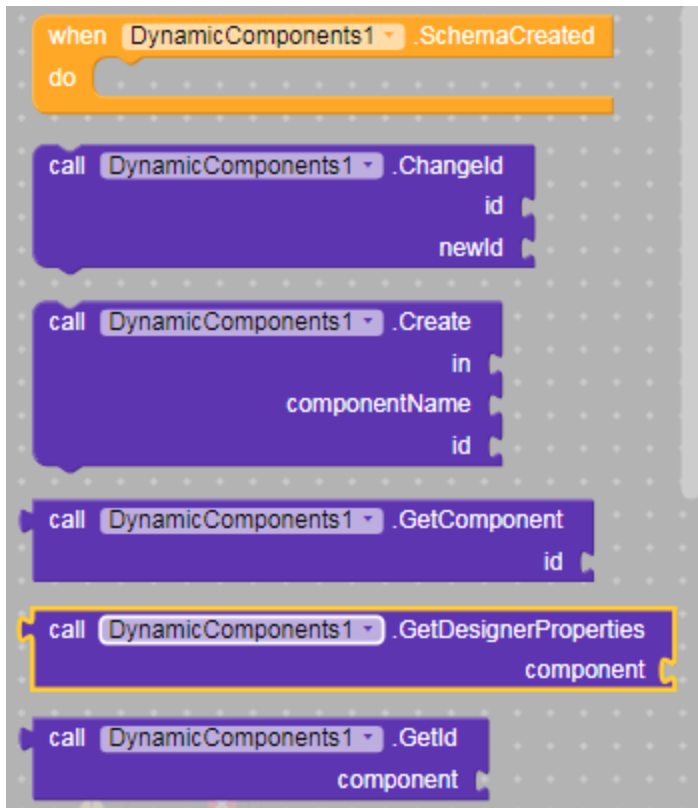 when DynamicComponents1 .SchemaCreated
do
call DynamicComponents1 .ChangeId
id
newId
call DynamicComponents1 .Create
in
componentName
id
call DynamicComponents1 .GetComponent
id
call DynamicComponents1 .GetDesignerProperties
component
call DynamicComponents1 .GetId
component